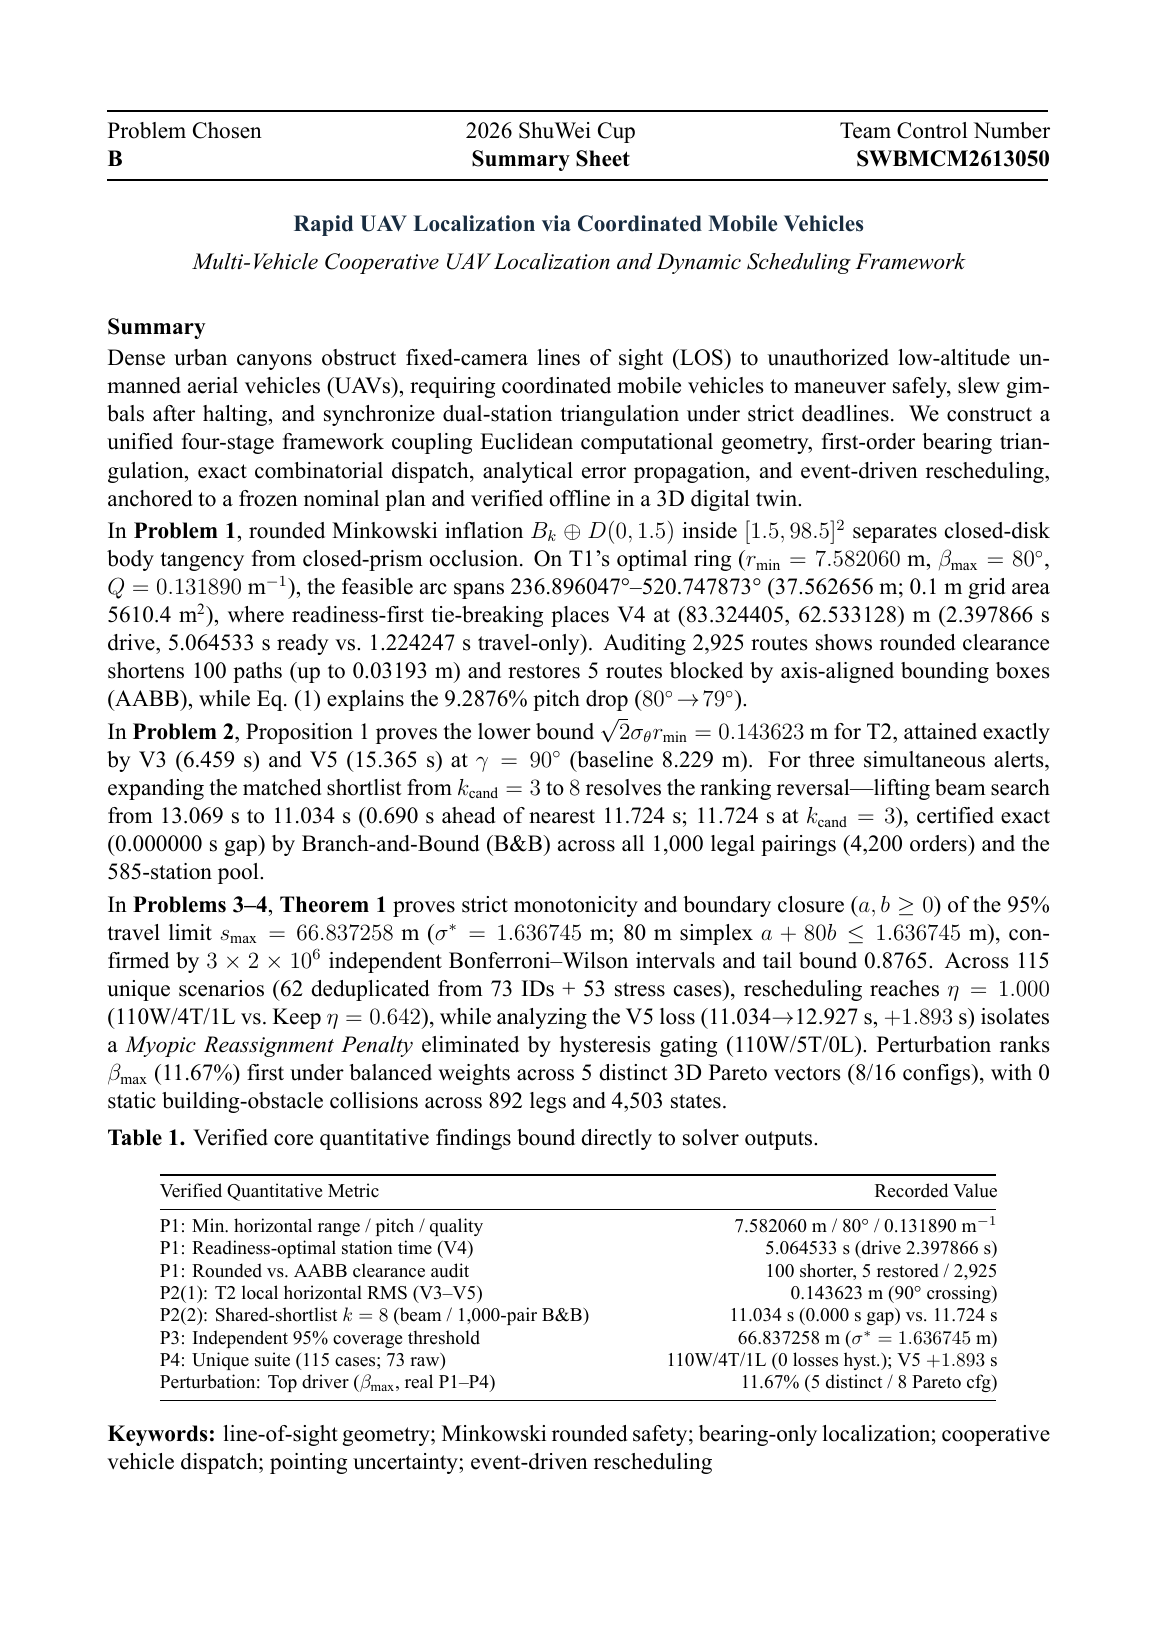 Problem Chosen 2026 ShuWei Cup Team Control Number
B Summary Sheet SWBMCM2613050
Rapid UAV Localization via Coordinated Mobile Vehicles
Multi-Vehicle Cooperative UAV Localization and Dynamic Scheduling Framework
Summary
Dense urban canyons obstruct fixed-camera lines of sight (LOS) to unauthorized low-altitude un-
manned aerial vehicles (UAVs), requiring coordinated mobile vehicles to maneuver safely, slew gim-
bals after halting, and synchronize dual-station triangulation under strict deadlines. We construct a
unified four-stage framework coupling Euclidean computational geometry, first-order bearing trian-
gulation, exact combinatorial dispatch, analytical error propagation, and event-driven rescheduling,
anchored to a frozen nominal plan and verified offline in a 3D digital twin.
In Problem 1, rounded Minkowski inflation Bₖ ⊕ D(0, 1.5) inside [1.5, 98.5]² separates closed-disk
body tangency from closed-prism occlusion. On T1's optimal ring (r_min = 7.582060 m, β_max = 80°,
Q = 0.131890 m⁻¹), the feasible arc spans 236.896047°–520.747873° (37.562656 m; 0.1 m grid area
5610.4 m²), where readiness-first tie-breaking places V4 at (83.324405, 62.533128) m (2.397866 s
drive, 5.064533 s ready vs. 1.224247 s travel-only). Auditing 2,925 routes shows rounded clearance
shortens 100 paths (up to 0.03193 m) and restores 5 routes blocked by axis-aligned bounding boxes
(AABB), while Eq. (1) explains the 9.2876% pitch drop (80°→79°).
In Problem 2, Proposition 1 proves the lower bound √2σ_θr_min = 0.143623 m for T2, attained exactly
by V3 (6.459 s) and V5 (15.365 s) at γ = 90° (baseline 8.229 m). For three simultaneous alerts,
expanding the matched shortlist from k_cand = 3 to 8 resolves the ranking reversal—lifting beam search
from 13.069 s to 11.034 s (0.690 s ahead of nearest 11.724 s; 11.724 s at k_cand = 3), certified exact
(0.000000 s gap) by Branch-and-Bound (B&B) across all 1,000 legal pairings (4,200 orders) and the
585-station pool.
In Problems 3–4, Theorem 1 proves strict monotonicity and boundary closure (a, b ≥ 0) of the 95%
travel limit s_max = 66.837258 m (σ* = 1.636745 m; 80 m simplex a + 80b ≤ 1.636745 m), con-
firmed by 3 × 2 × 10⁶ independent Bonferroni–Wilson intervals and tail bound 0.8765. Across 115
unique scenarios (62 deduplicated from 73 IDs + 53 stress cases), rescheduling reaches η = 1.000
(110W/4T/1L vs. Keep η = 0.642), while analyzing the V5 loss (11.034→12.927 s, +1.893 s) isolates
a Myopic Reassignment Penalty eliminated by hysteresis gating (110W/5T/0L). Perturbation ranks
β_max (11.67%) first under balanced weights across 5 distinct 3D Pareto vectors (8/16 configs), with 0
static building-obstacle collisions across 892 legs and 4,503 states.
Table 1. Verified core quantitative findings bound directly to solver outputs.
Verified Quantitative Metric Recorded Value
P1: Min. horizontal range / pitch / quality 7.582060 m / 80° / 0.131890 m⁻¹
P1: Readiness-optimal station time (V4) 5.064533 s (drive 2.397866 s)
P1: Rounded vs. AABB clearance audit 100 shorter, 5 restored / 2,925
P2(1): T2 local horizontal RMS (V3–V5) 0.143623 m (90° crossing)
P2(2): Shared-shortlist k = 8 (beam / 1,000-pair B&B) 11.034 s (0.000 s gap) vs. 11.724 s
P3: Independent 95% coverage threshold 66.837258 m (σ* = 1.636745 m)
P4: Unique suite (115 cases; 73 raw) 110W/4T/1L (0 losses hyst.); V5 +1.893 s
Perturbation: Top driver (β_max, real P1–P4) 11.67% (5 distinct / 8 Pareto cfg)
Keywords: line-of-sight geometry; Minkowski rounded safety; bearing-only localization; cooperative
vehicle dispatch; pointing uncertainty; event-driven rescheduling